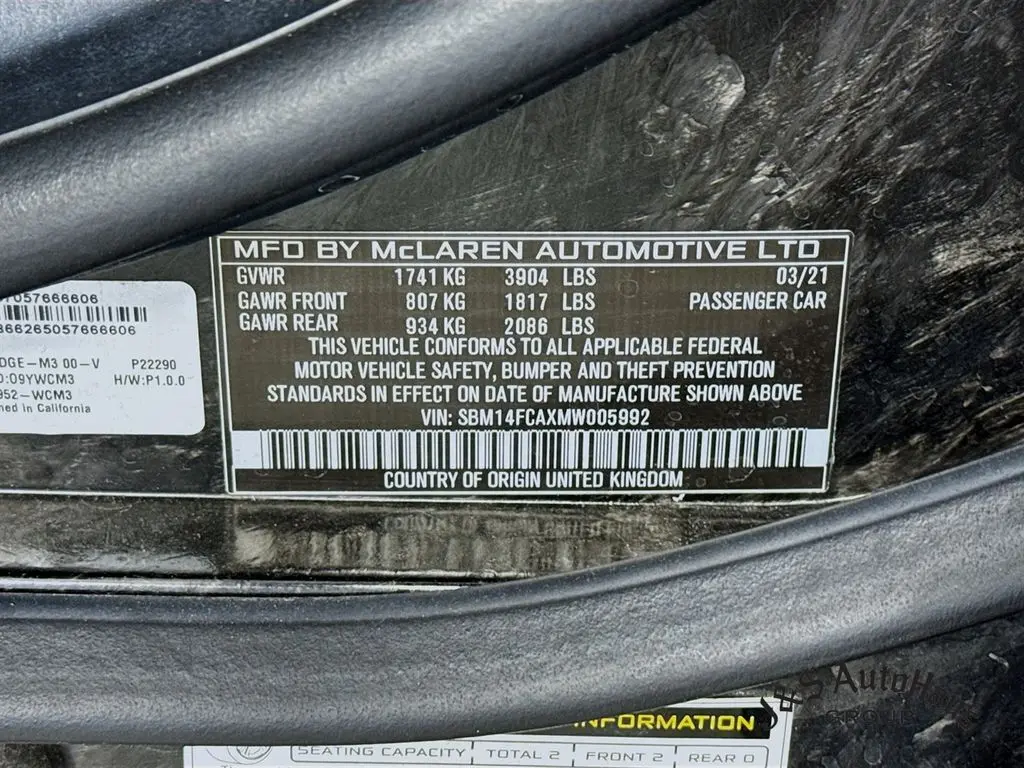 MFD BY McLAREN AUTOMOTIVE LTD
GVWR 1741 KG 3904 LBS 03/21
GAWR FRONT 807 KG 1817 LBS PASSENGER CAR
GAWR REAR 934 KG 2086 LBS
THIS VEHICLE CONFORMS TO ALL APPLICABLE FEDERAL
MOTOR VEHICLE SAFETY, BUMPER AND THEFT PREVENTION
STANDARDS IN EFFECT ON DATE OF MANUFACTURE SHOWN ABOVE
VIN: SBM14FCAXMW005992
COUNTRY OF ORIGIN UNITED KINGDOM
7057666606
866265057666606
DGE-M3 00-V P22290
:09YWCM3 H/W:P1.0.0
952-WCM3
ned in California
INFORMATION
SEATING CAPACITY TOTAL 2 FRONT 2 REAR 0
J&S AutoHaus
GROUP